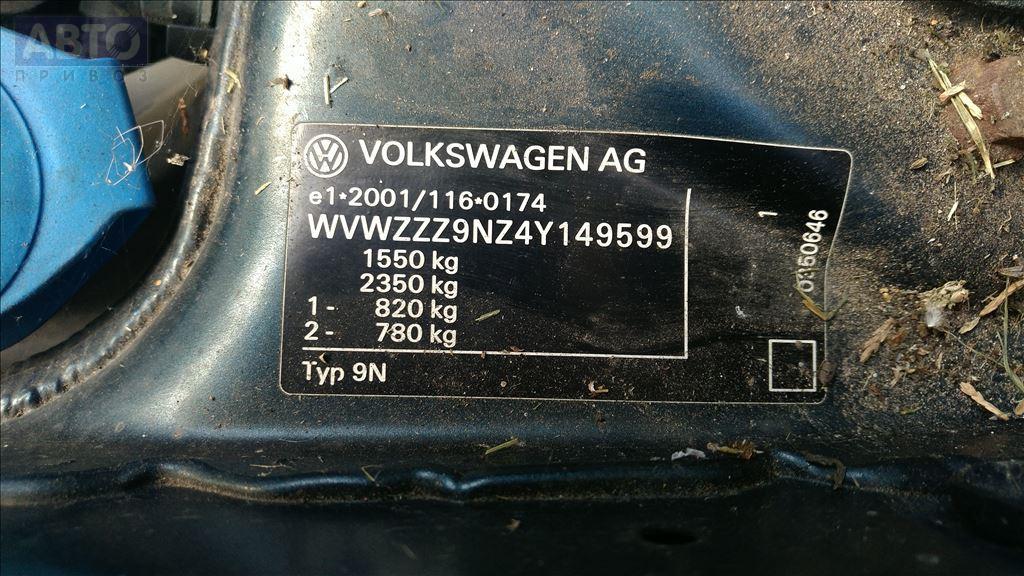 АВТО
ПРИВОЗ
VOLKSWAGEN AG
e1*2001/116*0174
WVWZZZ9NZ4Y149599
1550 kg
2350 kg
1- 820 kg
2- 780 kg
Typ 9N
1